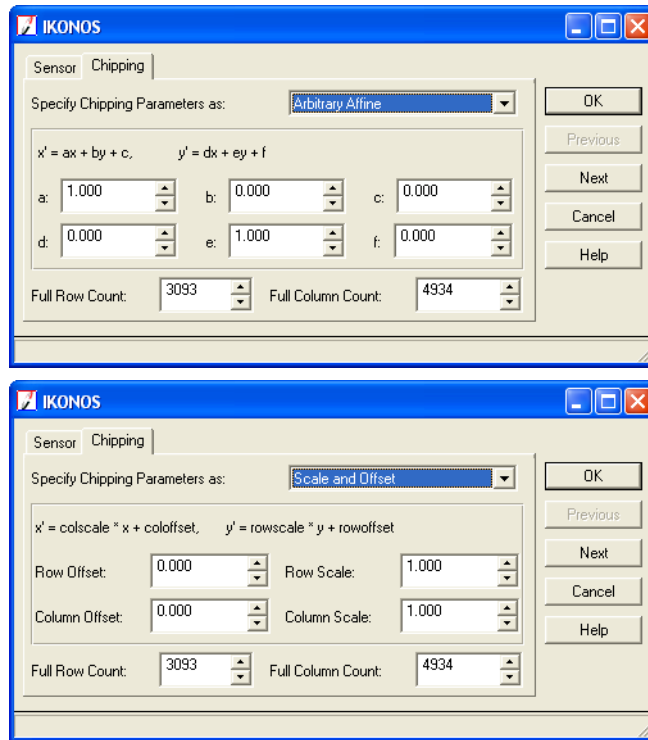 IKONOS
Sensor Chipping
Specify Chipping Parameters as: Arbitrary Affine OK
Previous
x' = ax + by + c, y' = dx + ey + f
a: 1.000 b: 0.000 c: 0.000 Next
d: 0.000 e: 1.000 f: 0.000 Cancel
Help
Full Row Count: 3093 Full Column Count: 4934
IKONOS
Sensor Chipping
Specify Chipping Parameters as: Scale and Offset OK
Previous
x' = colscale * x + coloffset, y' = rowscale * y + rowoffset
Row Offset: 0.000 Row Scale: 1.000 Next
Column Offset: 0.000 Column Scale: 1.000 Cancel
Help
Full Row Count: 3093 Full Column Count: 4934